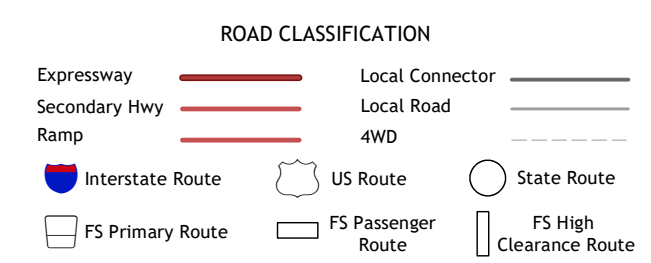 ROAD CLASSIFICATION
Expressway
Local Connector
Secondary Hwy
Local Road
Ramp
4WD
Interstate Route
US Route
State Route
FS Primary Route
FS Passenger
Route
FS High
Clearance Route